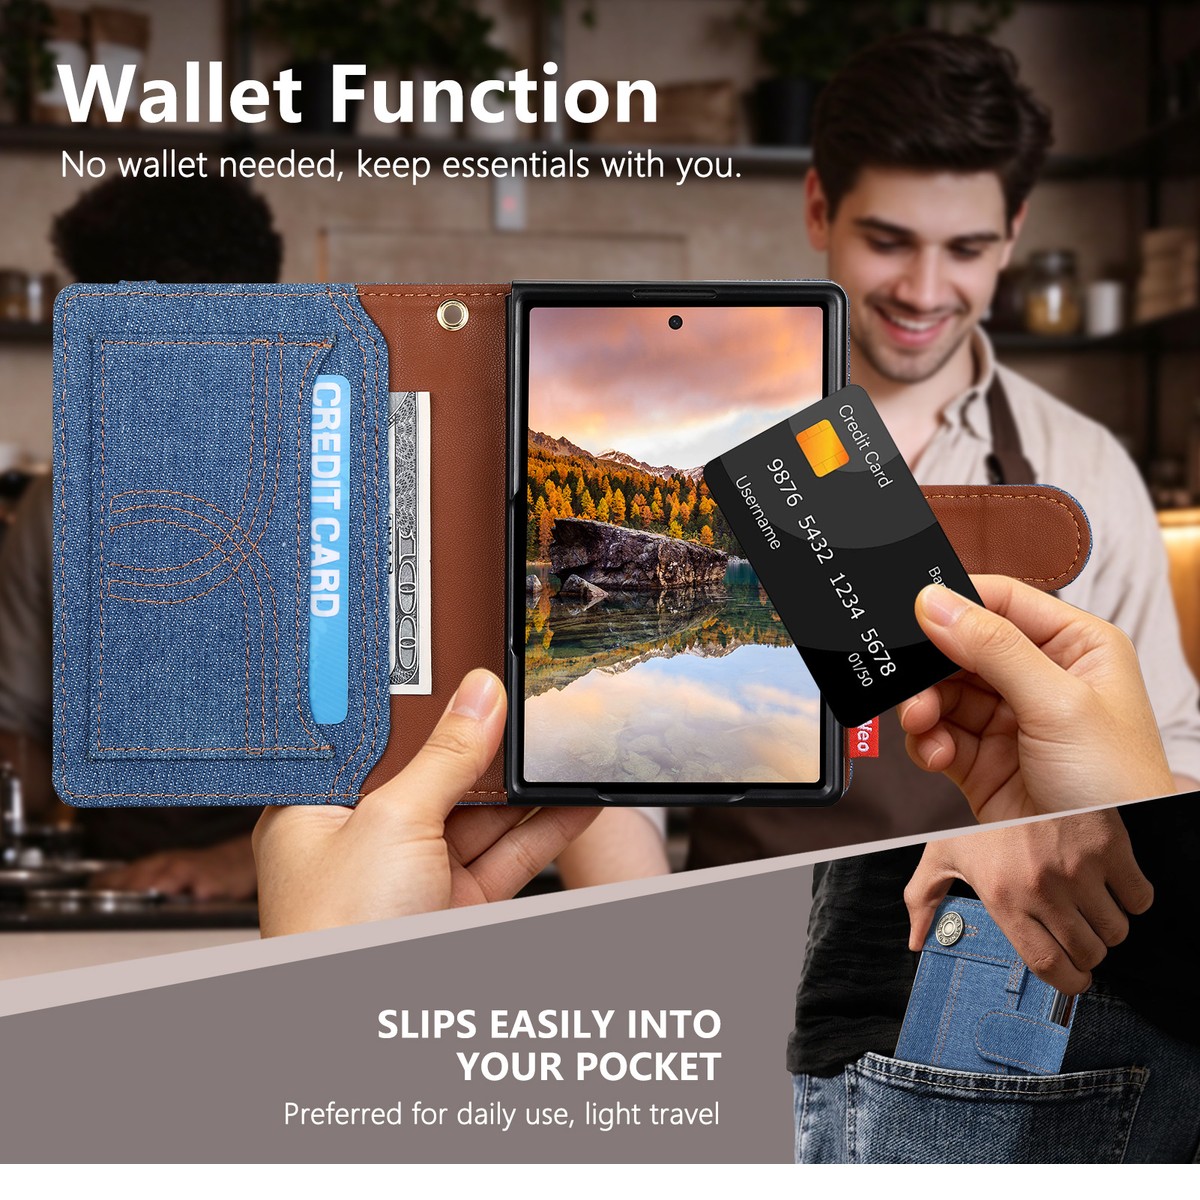 Wallet Function
No wallet needed, keep essentials with you.
CREDIT CARD
100
Credit Card
9876 5432 1234 5678
Username
01/50
SLIPS EASILY INTO
YOUR POCKET
Preferred for daily use, light travel